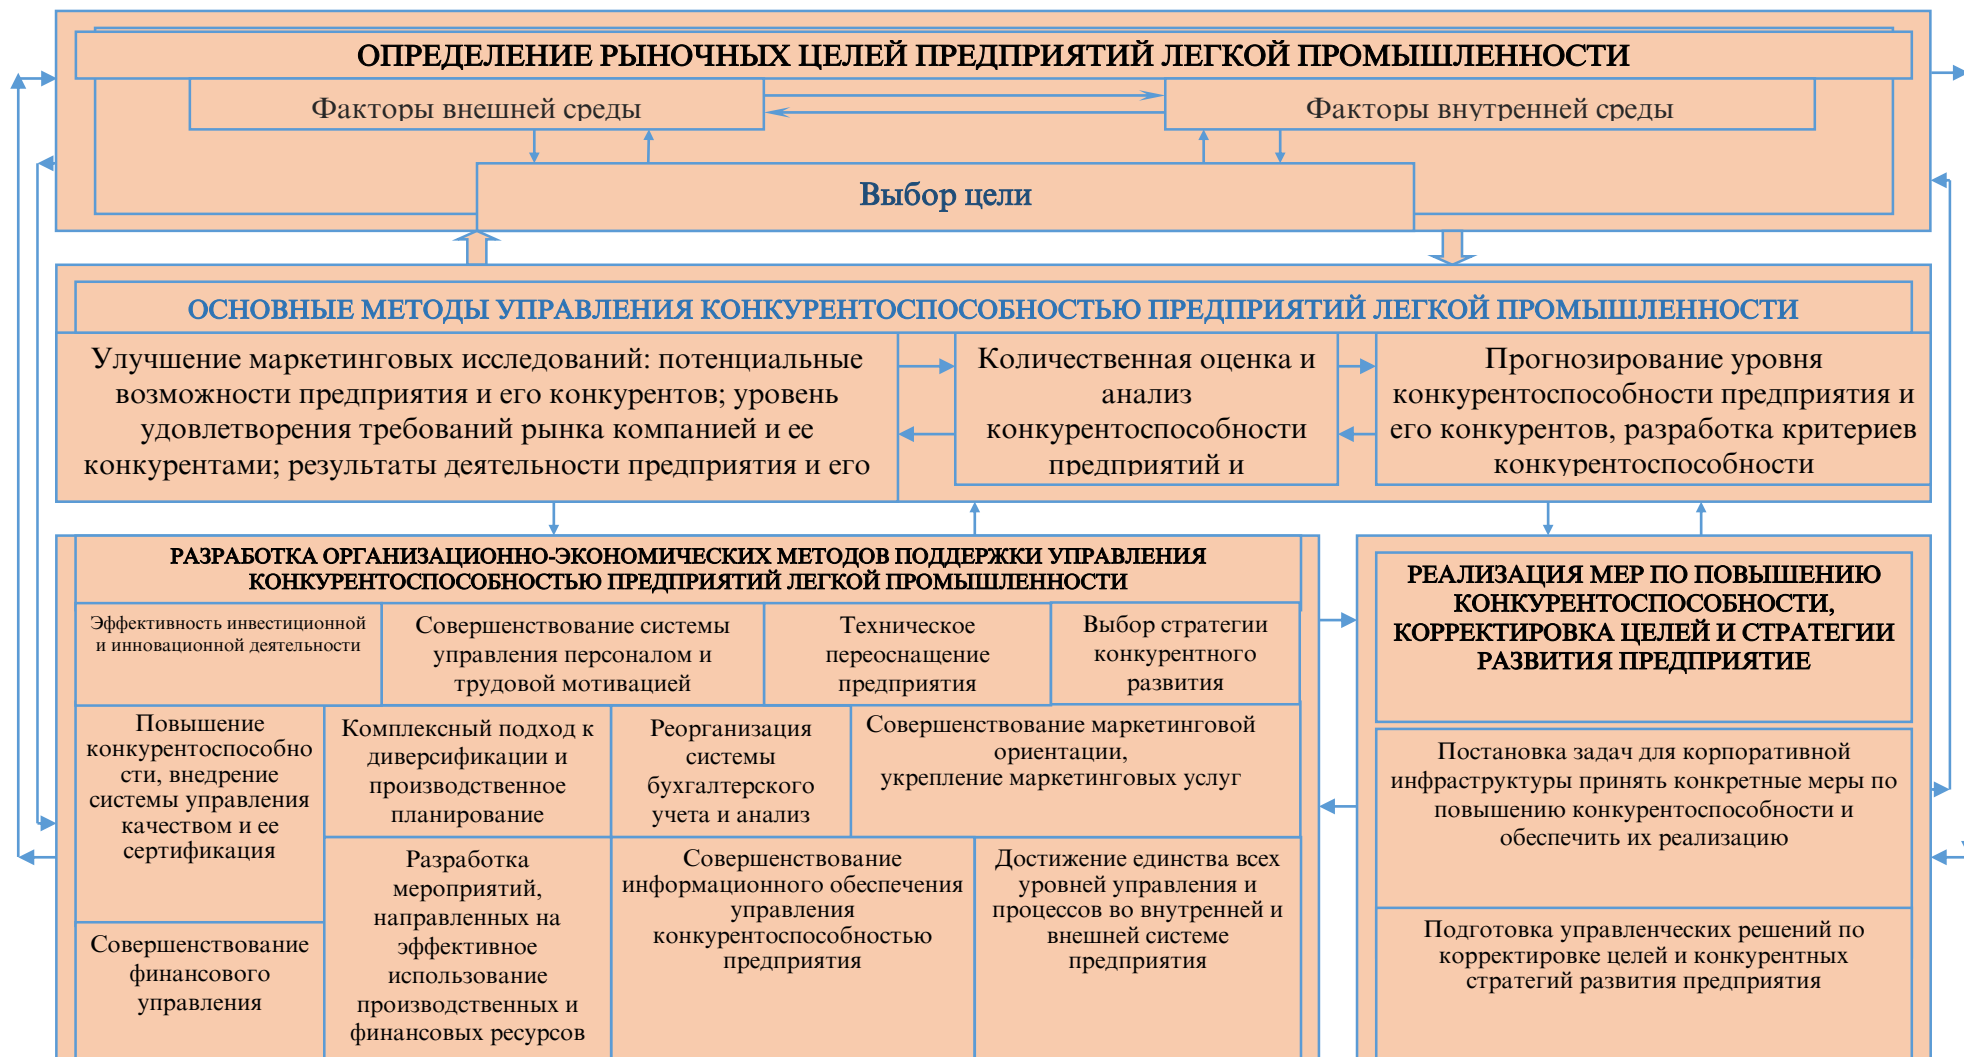 ОПРЕДЕЛЕНИЕ РЫНОЧНЫХ ЦЕЛЕЙ ПРЕДПРИЯТИЙ ЛЕГКОЙ ПРОМЫШЛЕННОСТИ
Факторы внешней среды
Факторы внутренней среды
Выбор цели
ОСНОВНЫЕ МЕТОДЫ УПРАВЛЕНИЯ КОНКУРЕНТОСПОСОБНОСТЬЮ ПРЕДПРИЯТИЙ ЛЕГКОЙ ПРОМЫШЛЕННОСТИ
Улучшение маркетинговых исследований: потенциальные
возможности предприятия и его конкурентов; уровень
удовлетворения требований рынка компанией и ее
конкурентами; результаты деятельности предприятия и его
Количественная оценка и
анализ
конкурентоспособности
предприятий и
Прогнозирование уровня
конкурентоспособности предприятия и
его конкурентов, разработка критериев
конкурентоспособности
РАЗРАБОТКА ОРГАНИЗАЦИОННО-ЭКОНОМИЧЕСКИХ МЕТОДОВ ПОДДЕРЖКИ УПРАВЛЕНИЯ
КОНКУРЕНТОСПОСОБНОСТЬЮ ПРЕДПРИЯТИЙ ЛЕГКОЙ ПРОМЫШЛЕННОСТИ
Эффективность инвестиционной
и инновационной деятельности
Совершенствование системы
управления персоналом и
трудовой мотивацией
Техническое
переоснащение
предприятия
Выбор стратегии
конкурентного
развития
Повышение
конкурентоспособно
сти, внедрение
системы управления
качеством и ее
сертификация
Комплексный подход к
диверсификации и
производственное
планирование
Реорганизация
системы
бухгалтерского
учета и анализ
Совершенствование маркетинговой
ориентации,
укрепление маркетинговых услуг
Совершенствование
финансового
управления
Разработка
мероприятий,
направленных на
эффективное
использование
производственных и
финансовых ресурсов
Совершенствование
информационного обеспечения
управления
конкурентоспособностью
предприятия
Достижение единства всех
уровней управления и
процессов во внутренней и
внешней системе
предприятия
РЕАЛИЗАЦИЯ МЕР ПО ПОВЫШЕНИЮ
КОНКУРЕНТОСПОСОБНОСТИ,
КОРРЕКТИРОВКА ЦЕЛЕЙ И СТРАТЕГИИ
РАЗВИТИЯ ПРЕДПРИЯТИЕ
Постановка задач для корпоративной
инфраструктуры принять конкретные меры по
повышению конкурентоспособности и
обеспечить их реализацию
Подготовка управленческих решений по
корректировке целей и конкурентных
стратегий развития предприятия